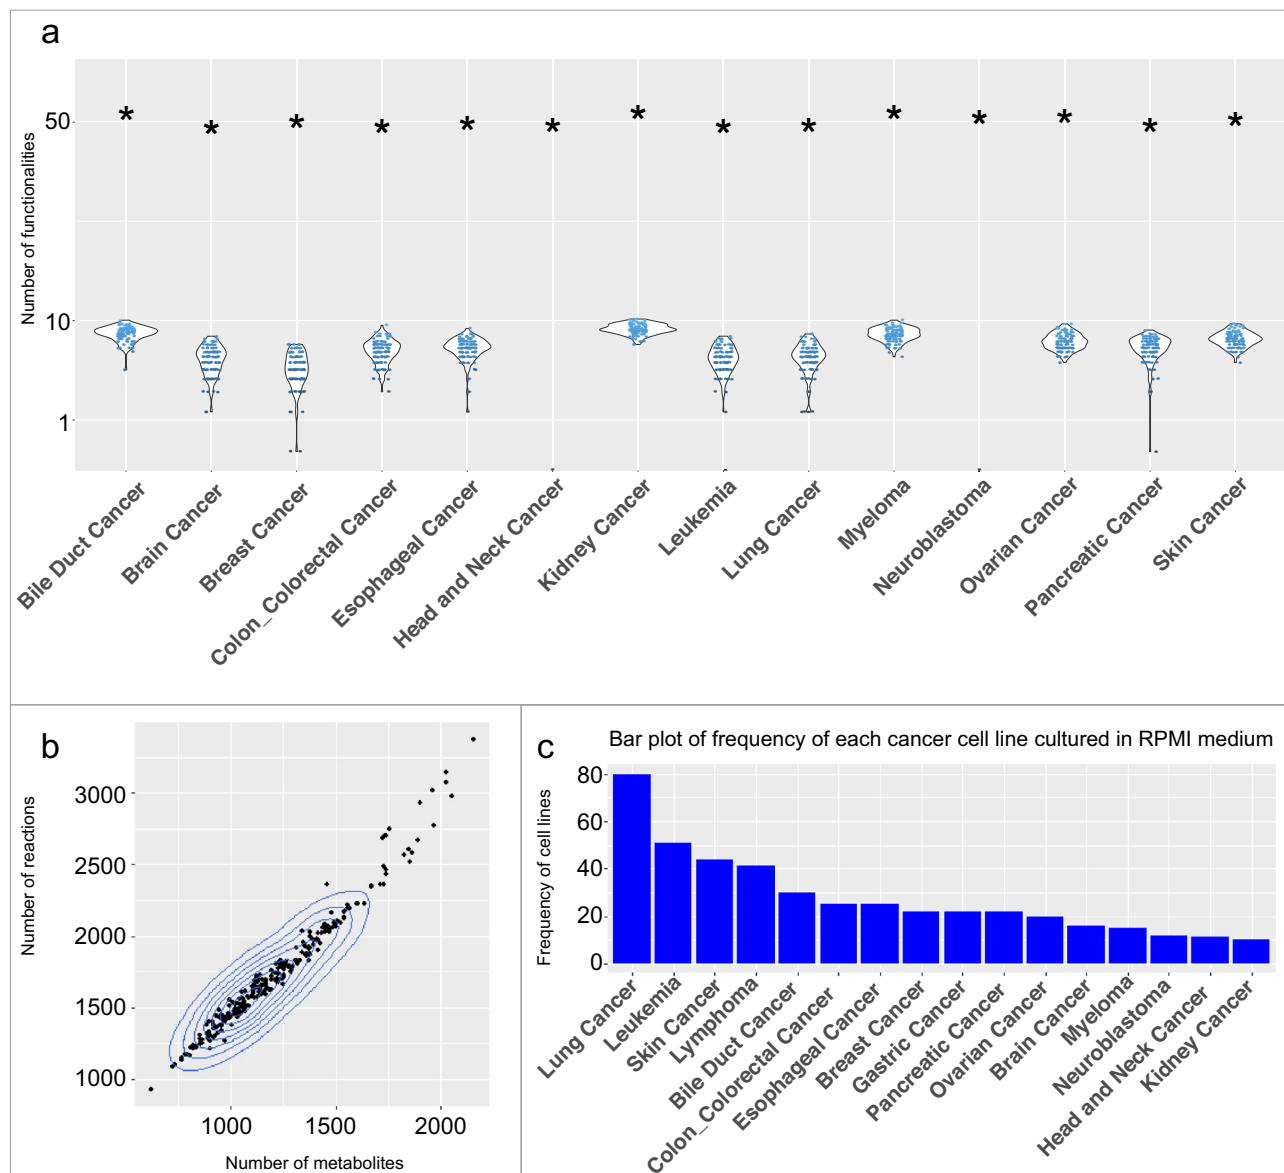 a
Number of functionalities
50
10
1
* * * * * * * * * * * * * *
Bile Duct Cancer
Brain Cancer
Breast Cancer
Colon_Colorectal Cancer
Esophageal Cancer
Head and Neck Cancer
Kidney Cancer
Leukemia
Lung Cancer
Myeloma
Neuroblastoma
Ovarian Cancer
Pancreatic Cancer
Skin Cancer
b
Number of reactions
3000
2500
2000
1500
1000
1000 1500 2000
Number of metabolites
c
Bar plot of frequency of each cancer cell line cultured in RPMI medium
Frequency of cell lines
80
60
40
20
0
Lung Cancer
Leukemia
Skin Cancer
Lymphoma
Bile Duct Cancer
Colon_Colorectal Cancer
Esophageal Cancer
Breast Cancer
Gastric Cancer
Pancreatic Cancer
Ovarian Cancer
Brain Cancer
Myeloma
Neuroblastoma
Head and Neck Cancer
Kidney Cancer